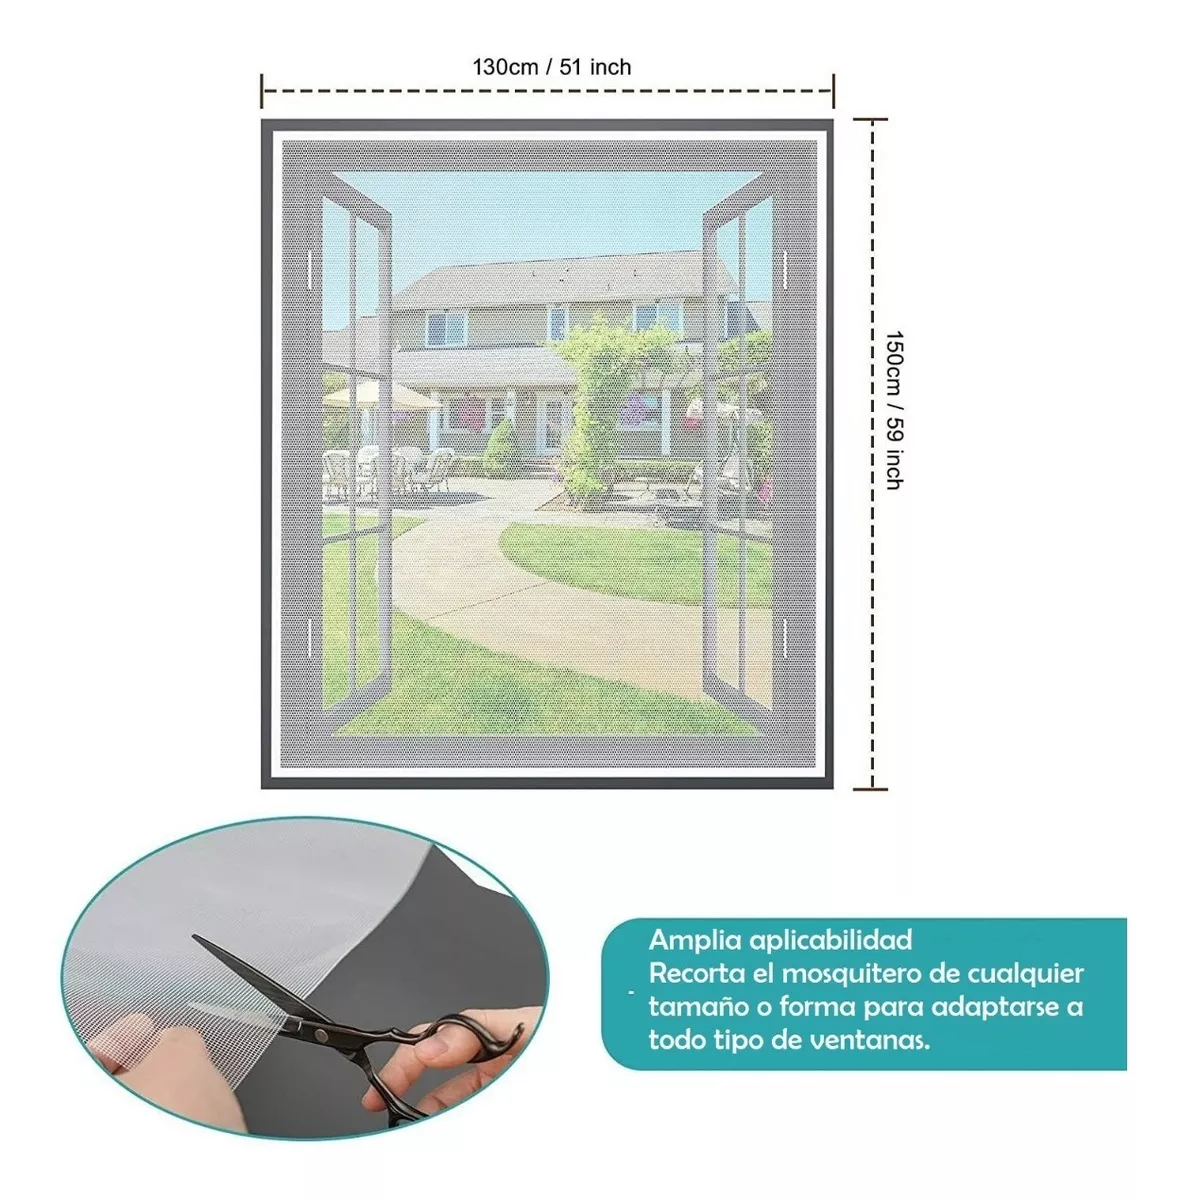 130cm / 51 inch
150cm / 59 inch
Amplia aplicabilidad
Recorta el mosquitero de cualquier
- tamaño o forma para adaptarse a
todo tipo de ventanas.